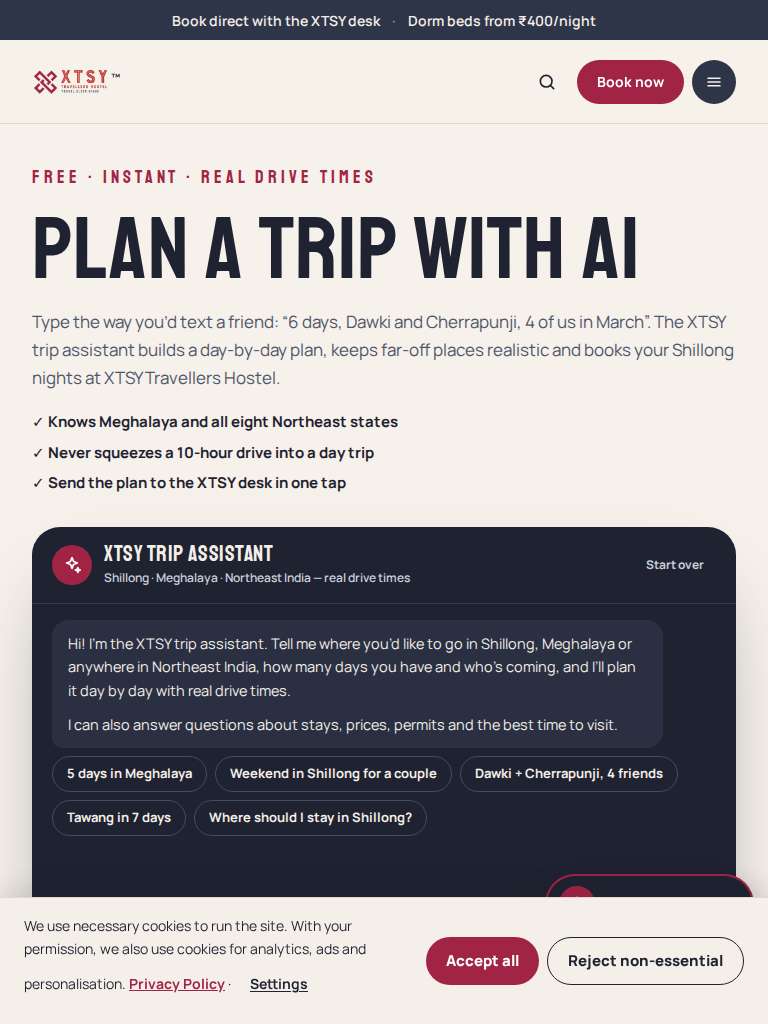 Book direct with the XTSY desk · Dorm beds from ₹400/night
XTSY ™
TRAVELLERS HOSTEL
Book now
FREE · INSTANT · REAL DRIVE TIMES
PLAN A TRIP WITH AI
Type the way you’d text a friend: “6 days, Dawki and Cherrapunji, 4 of us in March”. The XTSY
trip assistant builds a day-by-day plan, keeps far-off places realistic and books your Shillong
nights at XTSY Travellers Hostel.
✓ Knows Meghalaya and all eight Northeast states
✓ Never squeezes a 10-hour drive into a day trip
✓ Send the plan to the XTSY desk in one tap
XTSY TRIP ASSISTANT
Shillong · Meghalaya · Northeast India — real drive times
Start over
Hi! I’m the XTSY trip assistant. Tell me where you’d like to go in Shillong, Meghalaya or
anywhere in Northeast India, how many days you have and who’s coming, and I’ll plan
it day by day with real drive times.
I can also answer questions about stays, prices, permits and the best time to visit.
5 days in Meghalaya
Weekend in Shillong for a couple
Dawki + Cherrapunji, 4 friends
Tawang in 7 days
Where should I stay in Shillong?
We use necessary cookies to run the site. With your
permission, we also use cookies for analytics, ads and
personalisation. Privacy Policy · Settings
Accept all
Reject non-essential